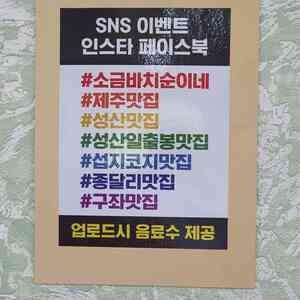 SNS 이벤트
인스타 페이스북
#소금바치순이네
#제주맛집
#성산맛집
#성산일출봉맛집
#섭지코지맛집
#종달리맛집
#구좌맛집
업로드시 음료수 제공